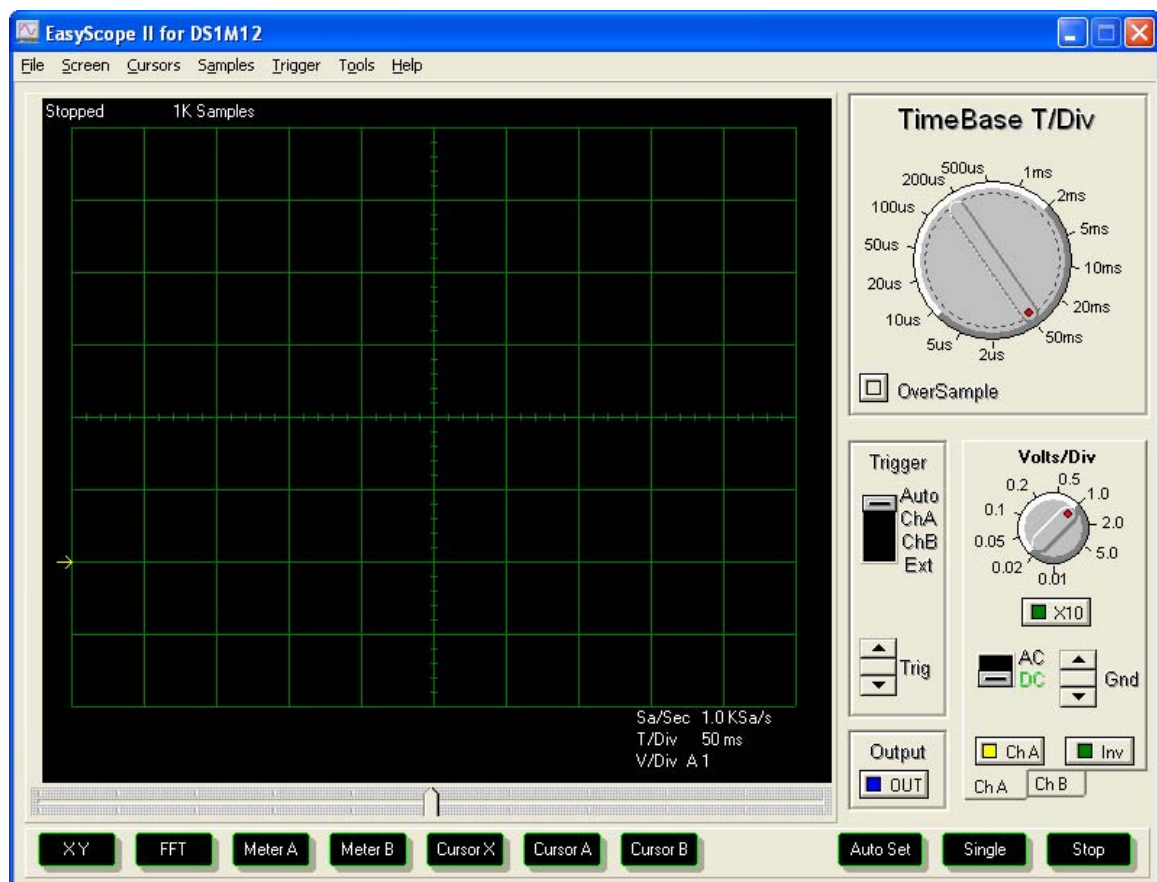 EasyScope II for DS1M12
File Screen Cursors Samples Trigger Tools Help
Stopped 1K Samples
Sa/Sec 1.0 KSa/s
T/Div 50 ms
V/Div A 1
TimeBase T/Div
2us
5us
10us
20us
50us
100us
200us
500us
1ms
2ms
5ms
10ms
20ms
50ms
OverSample
Trigger
Auto
ChA
ChB
Ext
Trig
Output
OUT
Volts/Div
0.01
0.02
0.05
0.1
0.2
0.5
1.0
2.0
5.0
X10
AC
DC
Gnd
Ch A
Inv
Ch A
Ch B
X Y
FFT
Meter A
Meter B
Cursor X
Cursor A
Cursor B
Auto Set
Single
Stop